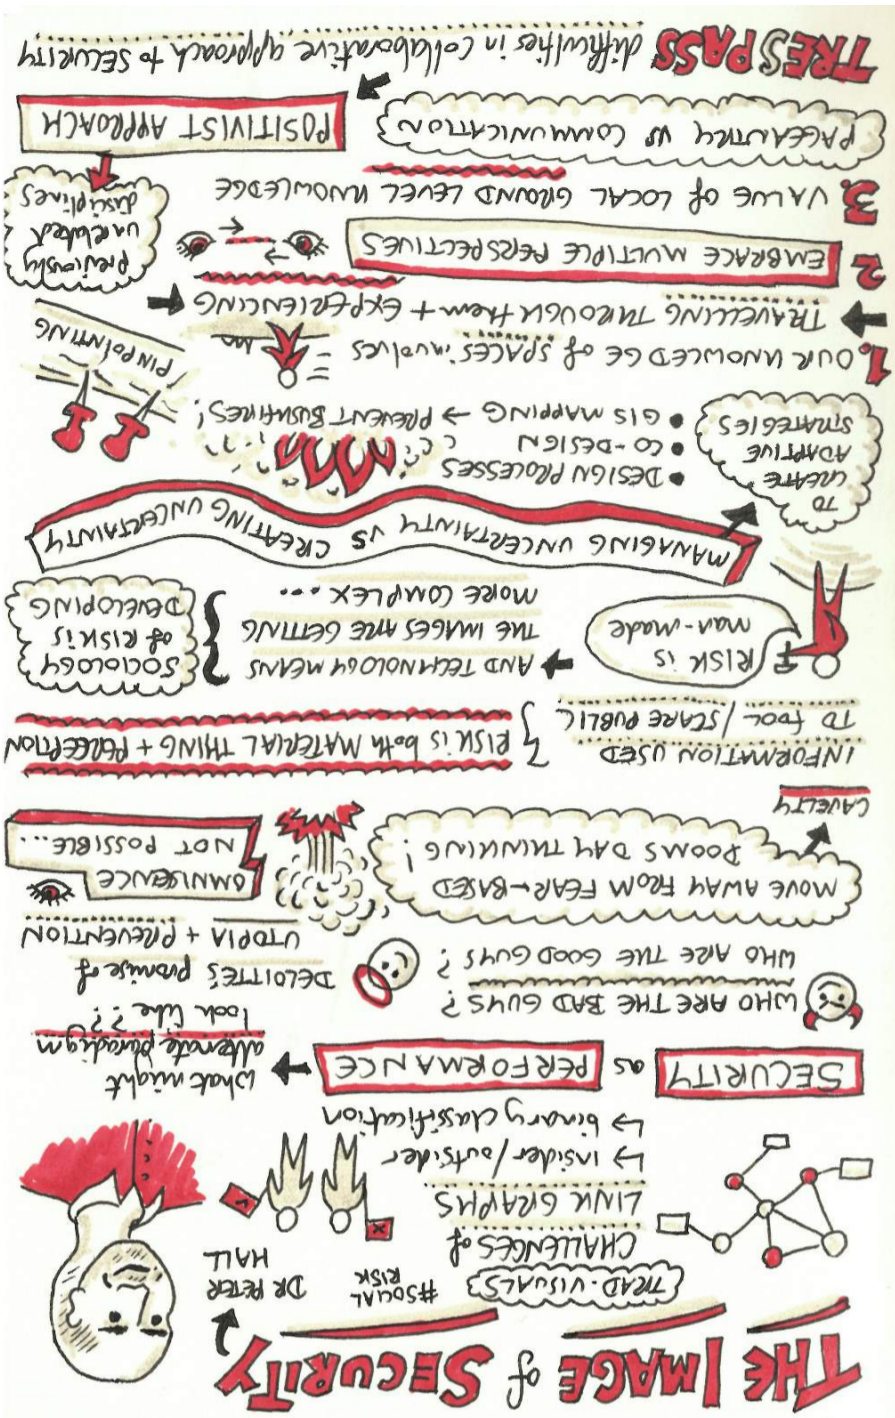 THE IMAGE of SECURITY
TRAD-VISUALS
#SOCIAL
RISK
DR PETER
HALL
CHALLENGES of
LINK GRAPHS
↳ insider/outsider
↳ binary classification
X
✓
SECURITY as PERFORMANCE
what might
alternate paradigm
look like??
WHO ARE THE BAD GUYS?
WHO ARE THE GOOD GUYS?
DELOITTE'S promise of
UTOPIA + PREVENTION
MOVE AWAY FROM FEAR-BASED
DOOMS DAY THINKING!
OMNISENCE
NOT POSSIBLE...
CAVELTY
INFORMATION USED
TO FOOL/SCARE PUBLIC
RISK is both MATERIAL THING + PERCEPTION
RISK is
man-made
AND TECHNOLOGY MEANS
THE IMAGES ARE GETTING
MORE COMPLEX ....
SOCIOLOGY
of RISK is
DEVELOPING
MANAGING UNCERTAINTY VS CREATING UNCERTAINTY
TO
CREATE
ADAPTIVE
STRATEGIES
• DESIGN PROCESSES
• CO-DESIGN
• GIS MAPPING → PREVENT BUSHFIRES!
PINPOINTING
1. OUR KNOWLEDGE of SPACES involves
TRAVELLING THROUGH them + EXPERIENCING
2 EMBRACE MULTIPLE PERSPECTIVES
3. VALUE of LOCAL GROUND LEVEL KNOWLEDGE
previously
unrelated
disciplines
PAGEANTRY VS COMMUNICATION
POSITIVIST APPROACH
TRESPASS difficulties in collaborative approach to SECURITY